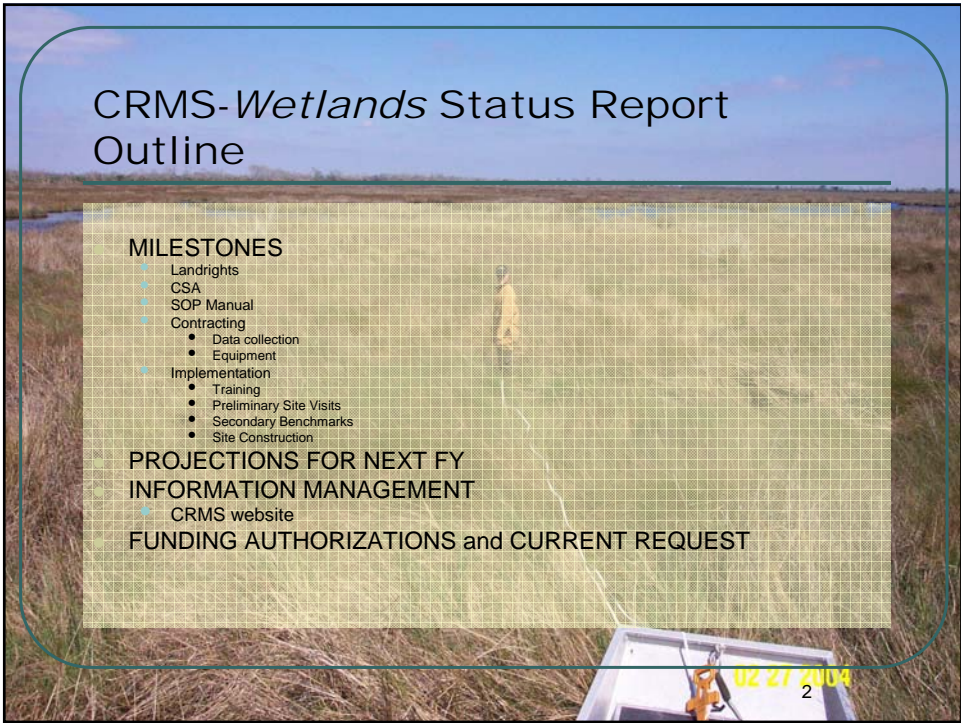 CRMS-Wetlands Status Report
Outline
MILESTONES
Landrights
CSA
SOP Manual
Contracting
Data collection
Equipment
Implementation
Training
Preliminary Site Visits
Secondary Benchmarks
Site Construction
PROJECTIONS FOR NEXT FY
INFORMATION MANAGEMENT
CRMS website
FUNDING AUTHORIZATIONS and CURRENT REQUEST
02 27 2004
2